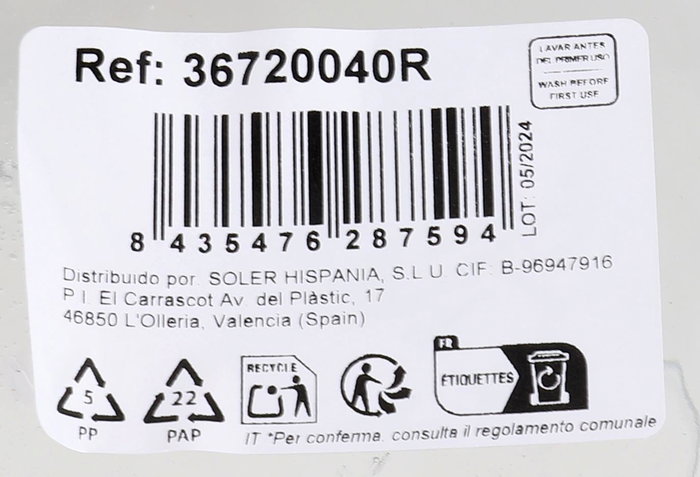 Ref: 36720040R
LAVAR ANTES
DEL PRIMER USO
WASH BEFORE
FIRST USE
LOT: 05/2024
8 435476 287594
Distribuido por. SOLER HISPANIA, S.L U CIF: B-96947916
P I. El Carrascot Av. del Plàstic, 17
46850 L'Olleria, Valencia (Spain)
5
PP
22
PAP
RECYCLE
FR
ÉTIQUETTES
IT *Per conferma. consulta il regolamento comunale